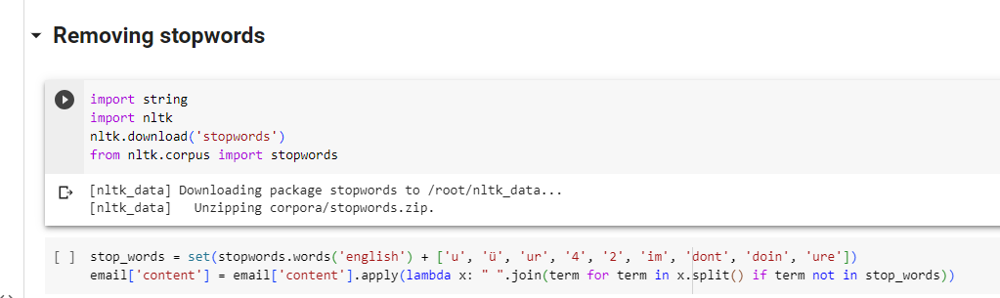 Removing stopwords
import string
import nltk
nltk.download('stopwords')
from nltk.corpus import stopwords
[nltk_data] Downloading package stopwords to /root/nltk_data...
[nltk_data]   Unzipping corpora/stopwords.zip.
[ ] stop_words = set(stopwords.words('english') + ['u', 'ü', 'ur', '4', '2', 'im', 'dont', 'doin', 'ure'])
email['content'] = email['content'].apply(lambda x: " ".join(term for term in x.split() if term not in stop_words))